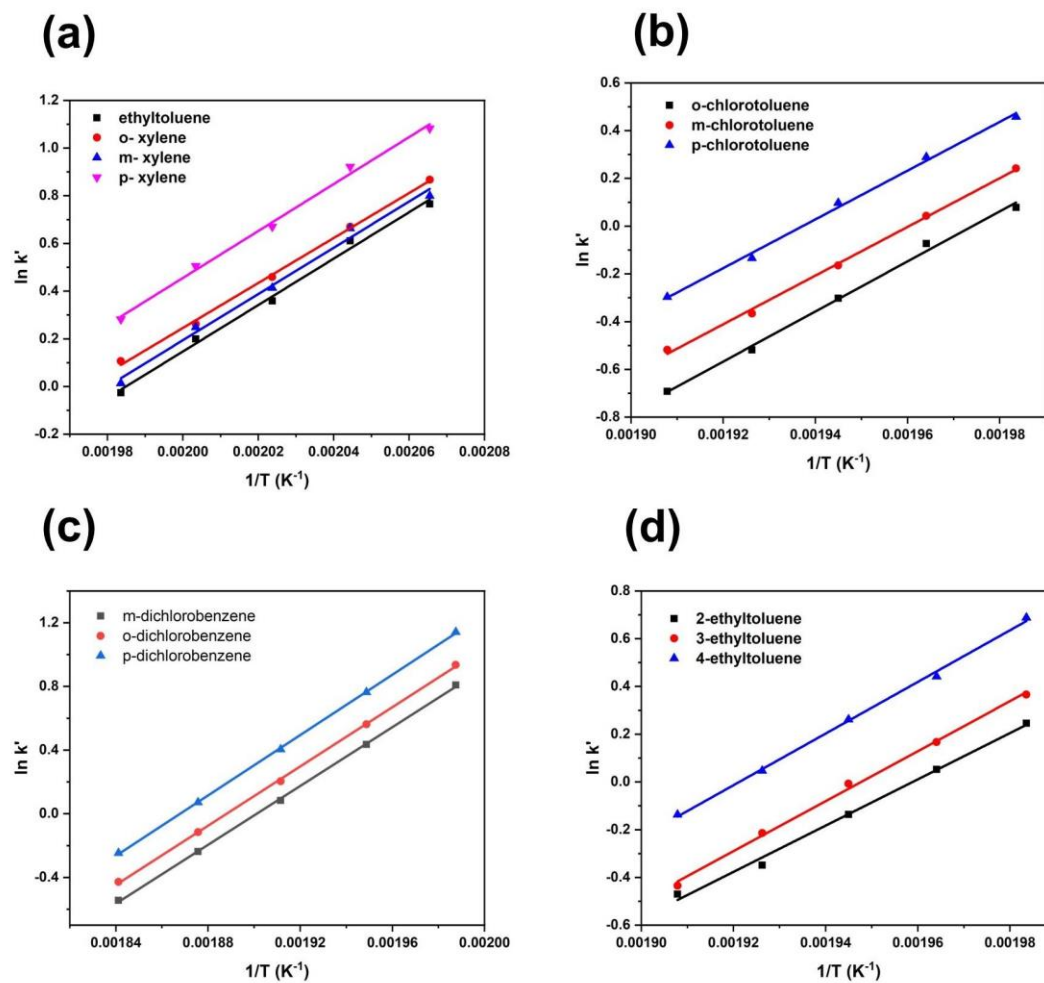 (a)
1.2
1.0
0.8
0.6
0.4
0.2
0.0
-0.2
ln k'
ethyltoluene
o- xylene
m- xylene
p- xylene
0.00198 0.00200 0.00202 0.00204 0.00206 0.00208
1/T (K⁻¹)
(b)
0.6
0.4
0.2
0.0
-0.2
-0.4
-0.6
-0.8
ln k'
o-chlorotoluene
m-chlorotoluene
p-chlorotoluene
0.00190 0.00192 0.00194 0.00196 0.00198
1/T (K⁻¹)
(c)
1.2
0.8
0.4
0.0
-0.4
ln k'
m-dichlorobenzene
o-dichlorobenzene
p-dichlorobenzene
0.00184 0.00188 0.00192 0.00196 0.00200
1/T (K⁻¹)
(d)
0.8
0.6
0.4
0.2
0.0
-0.2
-0.4
-0.6
ln k'
2-ethyltoluene
3-ethyltoluene
4-ethyltoluene
0.00190 0.00192 0.00194 0.00196 0.00198
1/T (K⁻¹)